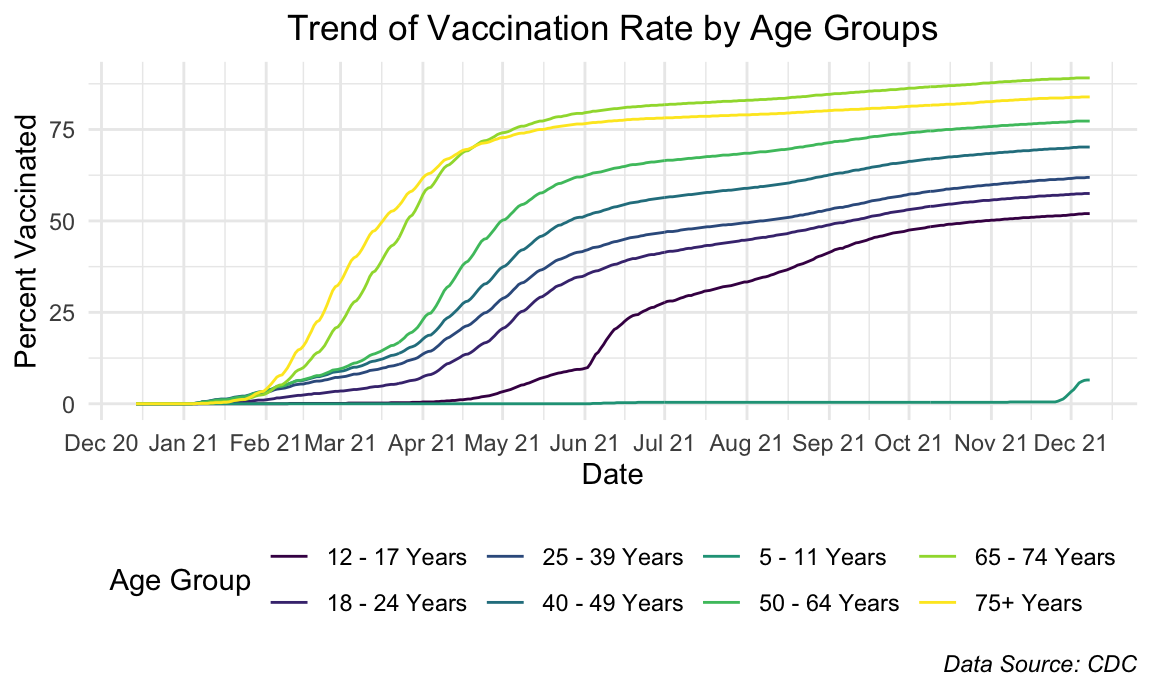 Trend of Vaccination Rate by Age Groups
Percent Vaccinated
75
50
25
0
Dec 20 Jan 21 Feb 21 Mar 21 Apr 21 May 21 Jun 21 Jul 21 Aug 21 Sep 21 Oct 21 Nov 21 Dec 21
Date
Age Group
12 - 17 Years 25 - 39 Years 5 - 11 Years 65 - 74 Years
18 - 24 Years 40 - 49 Years 50 - 64 Years 75+ Years
Data Source: CDC